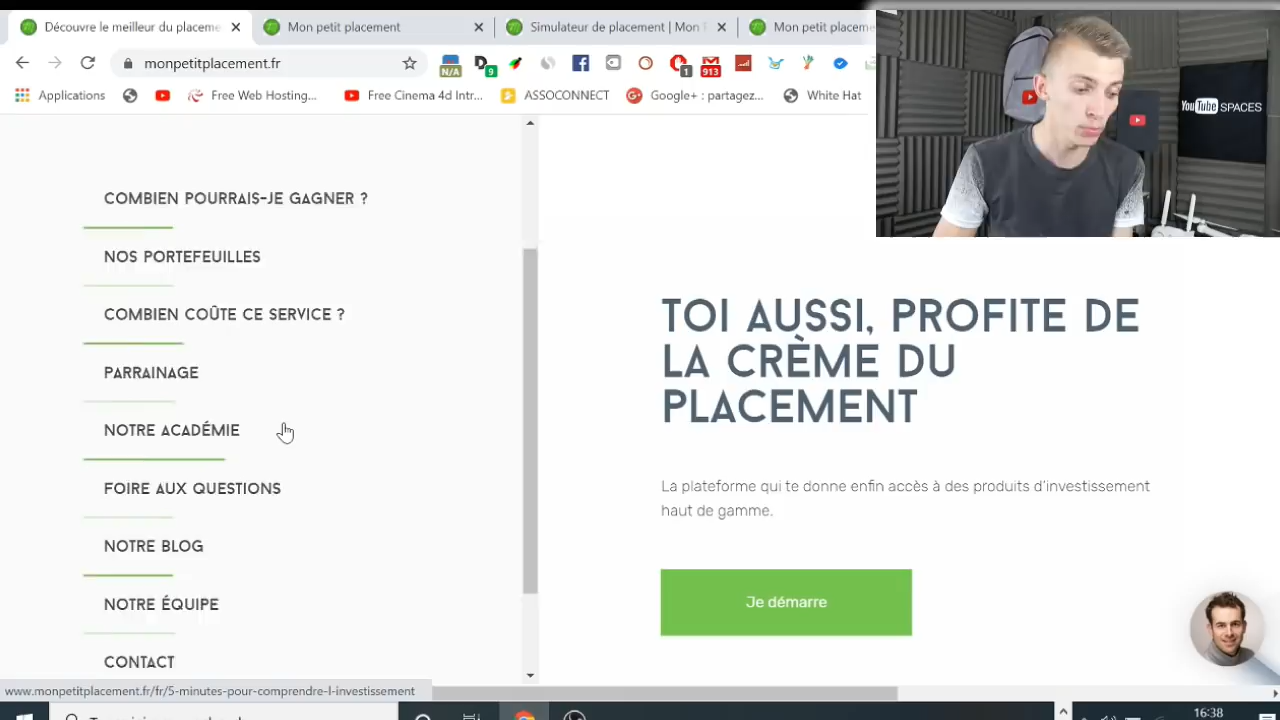 Découvre le meilleur du placeme
Mon petit placement
Simulateur de placement | Mon P
Mon petit placeme
monpetitplacement.fr
N/A
9
1
913
Applications
Free Web Hosting...
Free Cinema 4d Intr...
ASSOCONNECT
Google+ : partagez...
White Hat
YouTube SPACES
COMBIEN POURRAIS-JE GAGNER ?
NOS PORTEFEUILLES
COMBIEN COÛTE CE SERVICE ?
PARRAINAGE
NOTRE ACADÉMIE
FOIRE AUX QUESTIONS
NOTRE BLOG
NOTRE ÉQUIPE
CONTACT
TOI AUSSI, PROFITE DE
LA CRÈME DU
PLACEMENT
La plateforme qui te donne enfin accès à des produits d'investissement
haut de gamme.
Je démarre
www.monpetitplacement.fr/fr/5-minutes-pour-comprendre-l-investissement
16:38